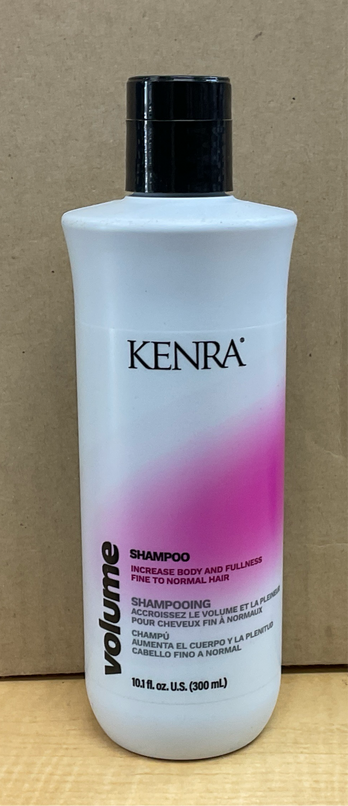 KENRA
volume
SHAMPOO
INCREASE BODY AND FULLNESS
FINE TO NORMAL HAIR
SHAMPOOING
ACCROISSEZ LE VOLUME ET LA
POUR CHEVEUX FIN À NORMAUX
CHAMPÚ
AUMENTA EL CUERPO Y LA PLENITUD
CABELLO FINO A NORMAL
10.1 fl. oz. U.S. (300 mL)